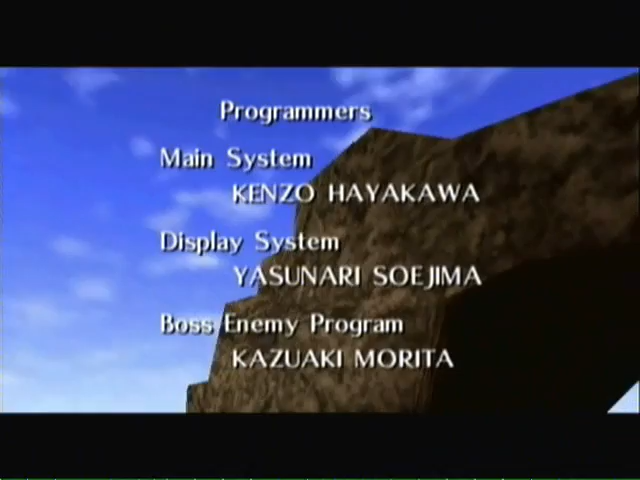 Programmers
Main System
KENZO HAYAKAWA
Display System
YASUNARI SOEJIMA
Boss Enemy Program
KAZUAKI MORITA